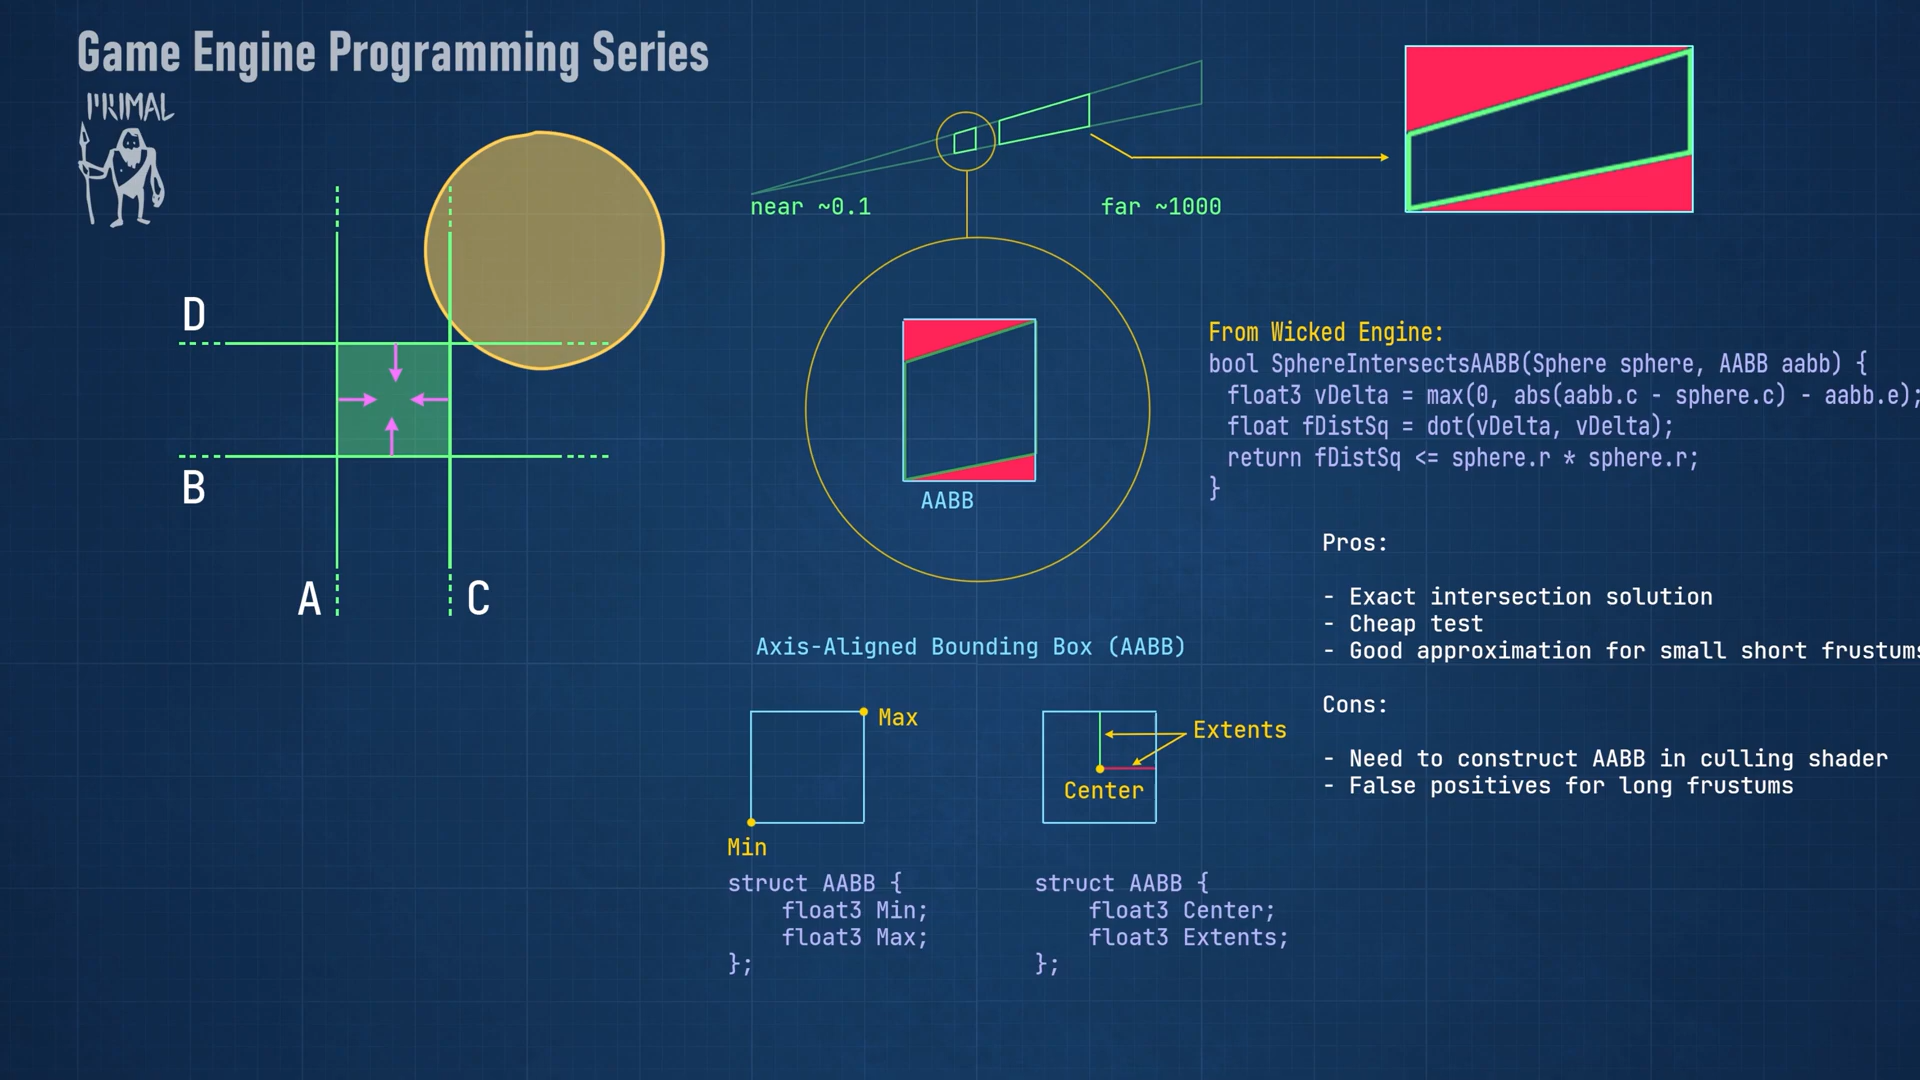 Game Engine Programming Series
PRIMAL
near ~0.1
far ~1000
D
B
A
C
AABB
From Wicked Engine:
bool SphereIntersectsAABB(Sphere sphere, AABB aabb) {
float3 vDelta = max(0, abs(aabb.c - sphere.c) - aabb.e);
float fDistSq = dot(vDelta, vDelta);
return fDistSq <= sphere.r * sphere.r;
}
Pros:
- Exact intersection solution
- Cheap test
- Good approximation for small short frustums
Cons:
- Need to construct AABB in culling shader
- False positives for long frustums
Axis-Aligned Bounding Box (AABB)
Max
Min
Extents
Center
struct AABB {
float3 Min;
float3 Max;
};
struct AABB {
float3 Center;
float3 Extents;
};